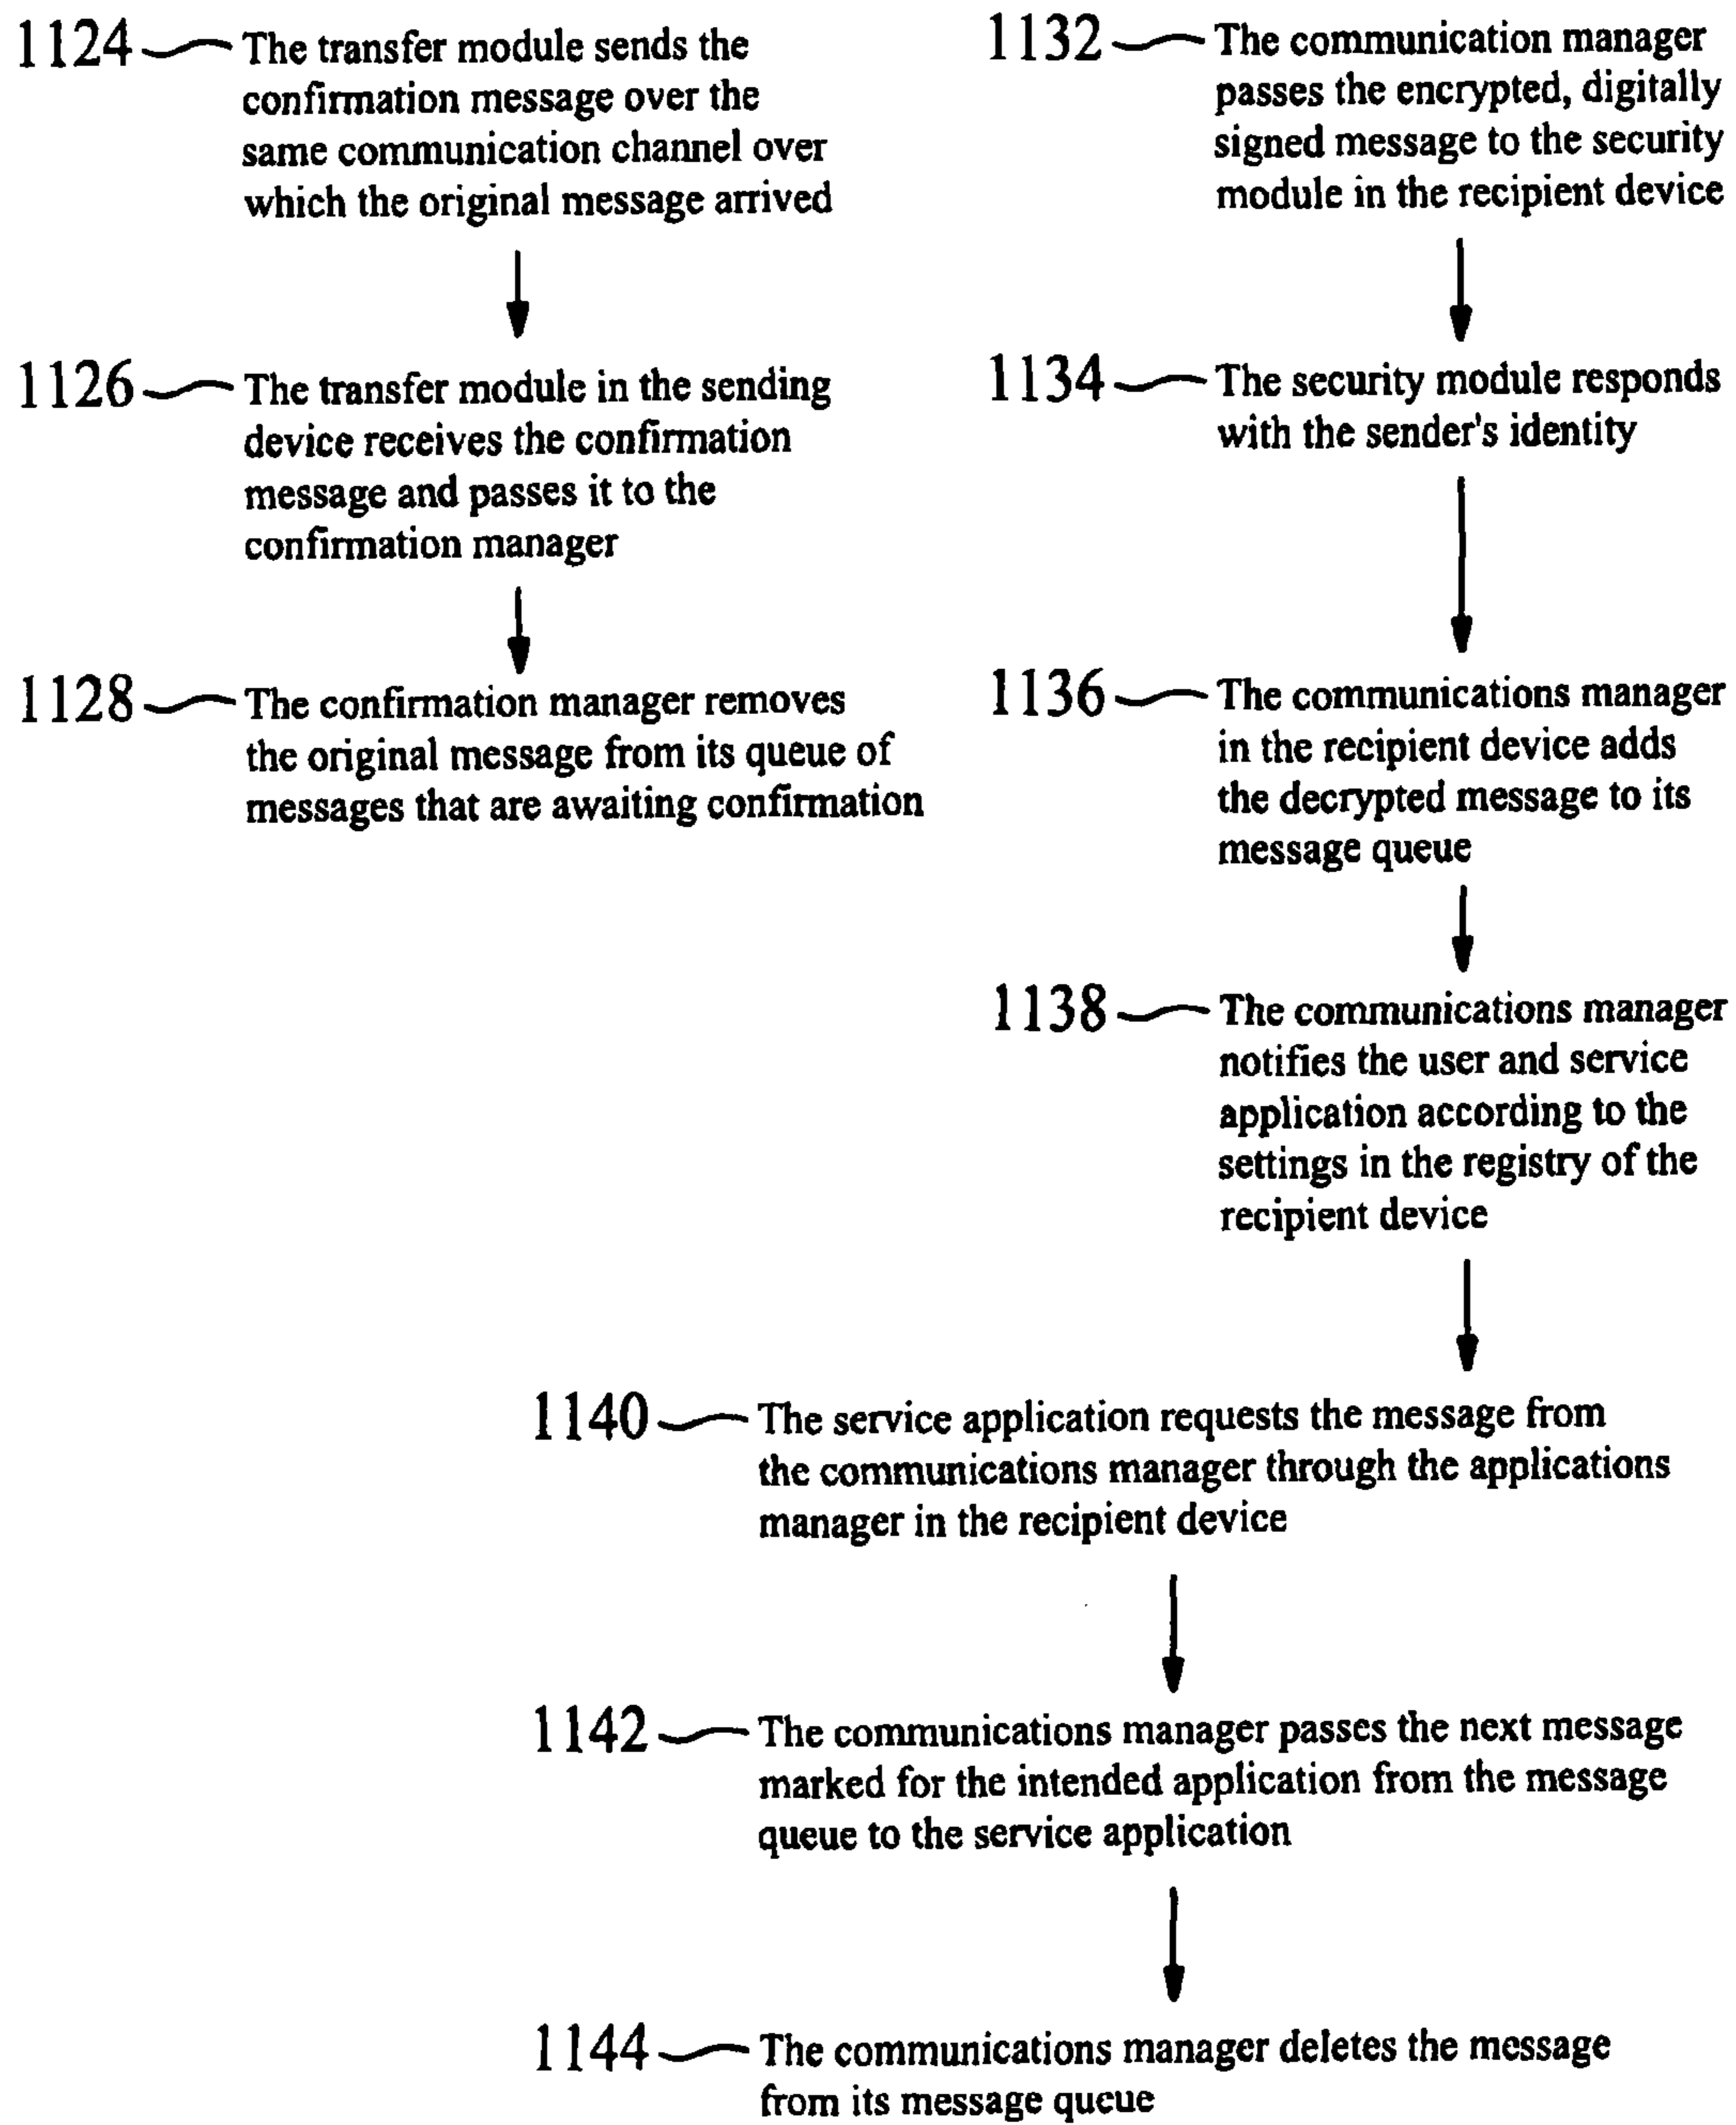 1124 The transfer module sends the
confirmation message over the
same communication channel over
which the original message arrived
1126 The transfer module in the sending
device receives the confirmation
message and passes it to the
confirmation manager
1128 The confirmation manager removes
the original message from its queue of
messages that are awaiting confirmation
1132 The communication manager
passes the encrypted, digitally
signed message to the security
module in the recipient device
1134 The security module responds
with the sender's identity
1136 The communications manager
in the recipient device adds
the decrypted message to its
message queue
1138 The communications manager
notifies the user and service
application according to the
settings in the registry of the
recipient device
1140 The service application requests the message from
the communications manager through the applications
manager in the recipient device
1142 The communications manager passes the next message
marked for the intended application from the message
queue to the service application
1144 The communications manager deletes the message
from its message queue